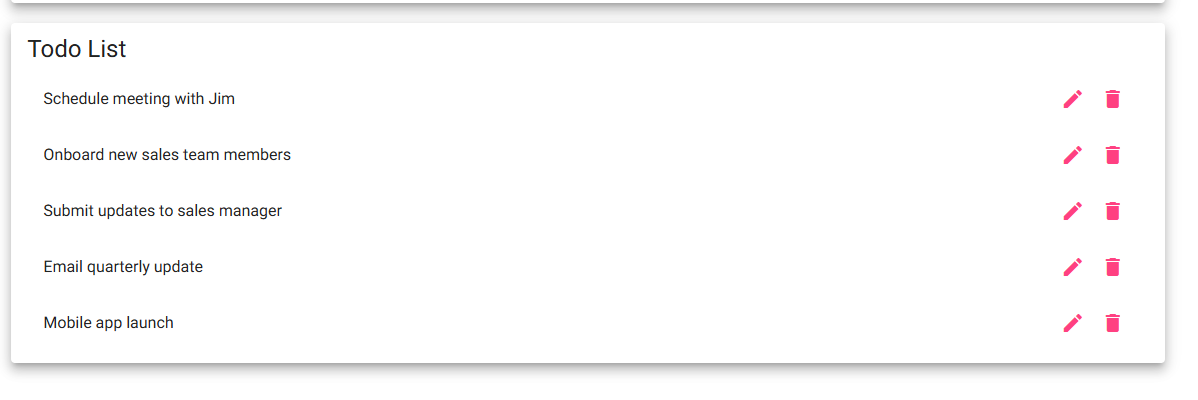 Todo List
Schedule meeting with Jim
Onboard new sales team members
Submit updates to sales manager
Email quarterly update
Mobile app launch